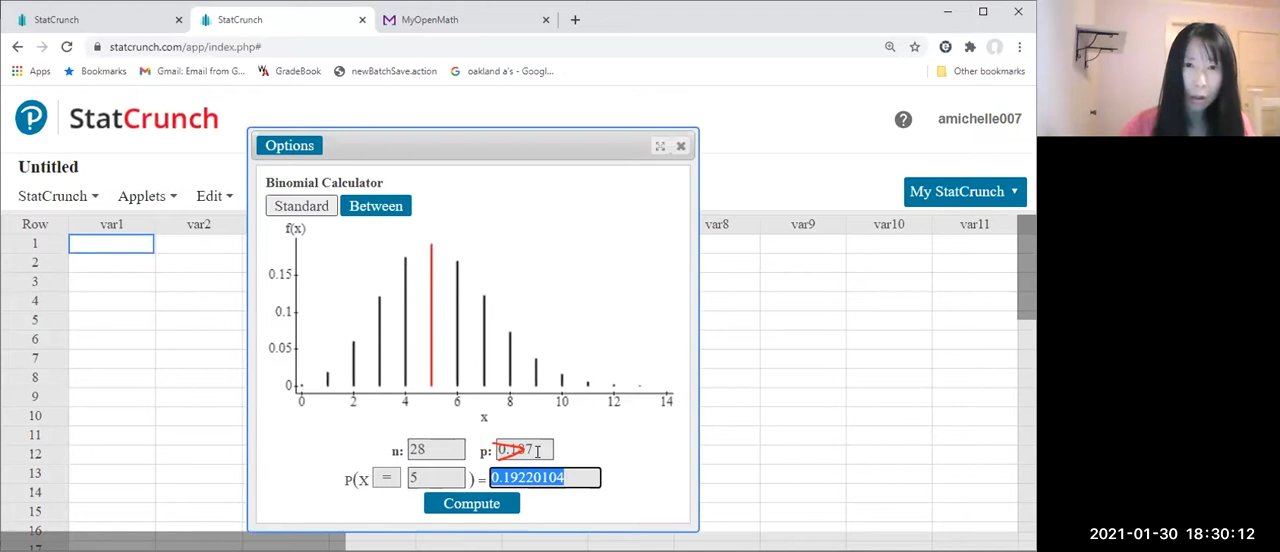 StatCrunch
StatCrunch
MyOpenMath
statcrunch.com/app/index.php#
Apps Bookmarks Gmail: Email from G... GradeBook newBatchSave.action oakland a's - Googl... Other bookmarks
P StatCrunch
? amichelle007
Untitled
StatCrunch Applets Edit
My StatCrunch
Options
Binomial Calculator
Standard Between
f(x)
0.15
0.1
0.05
0
0 2 4 6 8 10 12 14
x
n: 28 p: 0.187
P(X = 5 ) = 0.19220104
Compute
Row var1 var2 var8 var9 var10 var11
1
2
3
4
5
6
7
8
9
10
11
12
13
14
15
16
17
2021-01-30 18:30:12